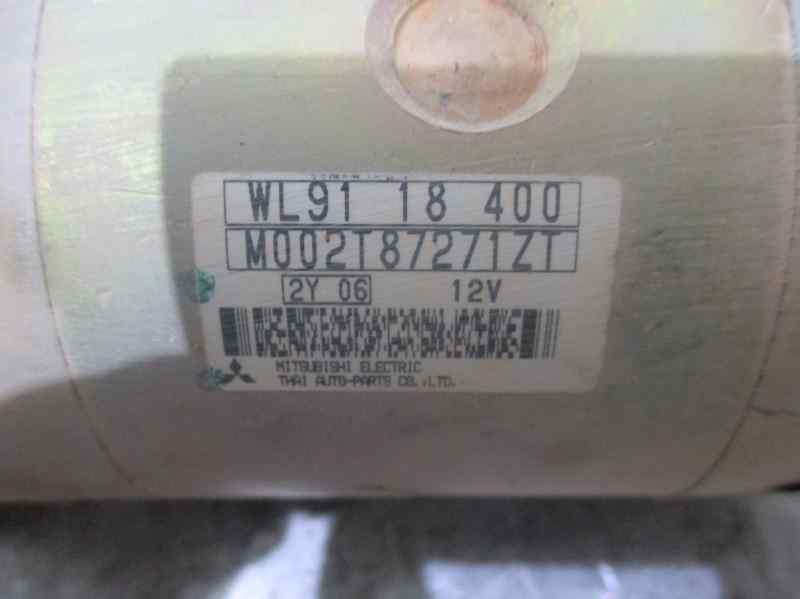 WL91 18 400
M002T87271ZT
2Y 06 12V
MITSUBISHI ELECTRIC
THAI AUTO-PARTS CO.,LTD.